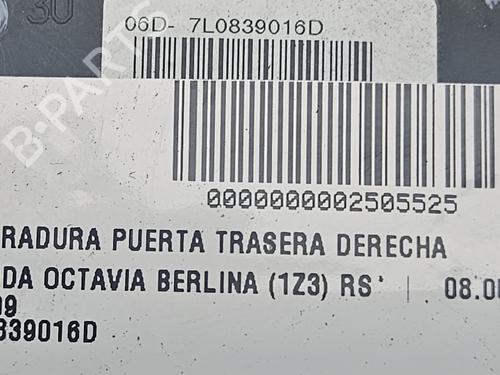 30
06D- 7L0839016D
B-PARTS
0000000002505525
RADURA PUERTA TRASERA DERECHA
DA OCTAVIA BERLINA (1Z3) RS' | 08.0
09
839016D